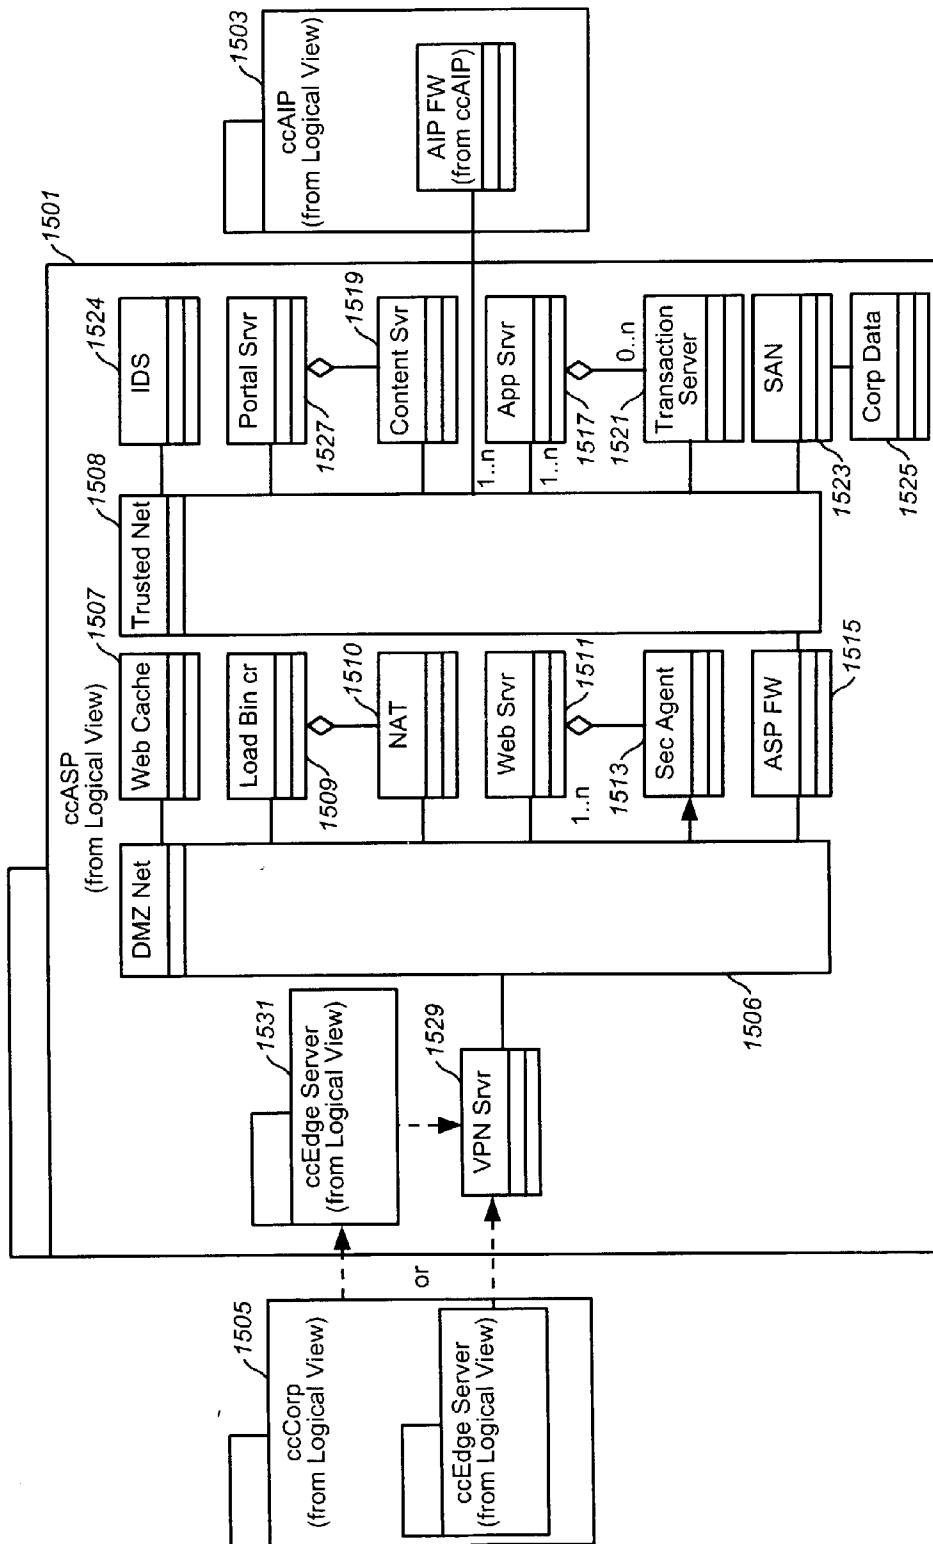 1501
ccASP
(from Logical View)
1503
ccAIP
(from Logical View)
AIP FW
(from ccAIP)
1505
ccCorp
(from Logical View)
ccEdge Server
(from Logical View)
or
1531
ccEdge Server
(from Logical View)
1529
VPN Srvr
DMZ Net
1506
1507
Web Cache
Load Bin cr
1509
1510
NAT
Web Srvr
1511
1..n
1513
Sec Agent
ASP FW
1515
1508
Trusted Net
1524
IDS
Portal Srvr
1527
1519
Content Svr
1..n
App Srvr
1..n
1517
0..n
1521
Transaction
Server
SAN
1523
Corp Data
1525